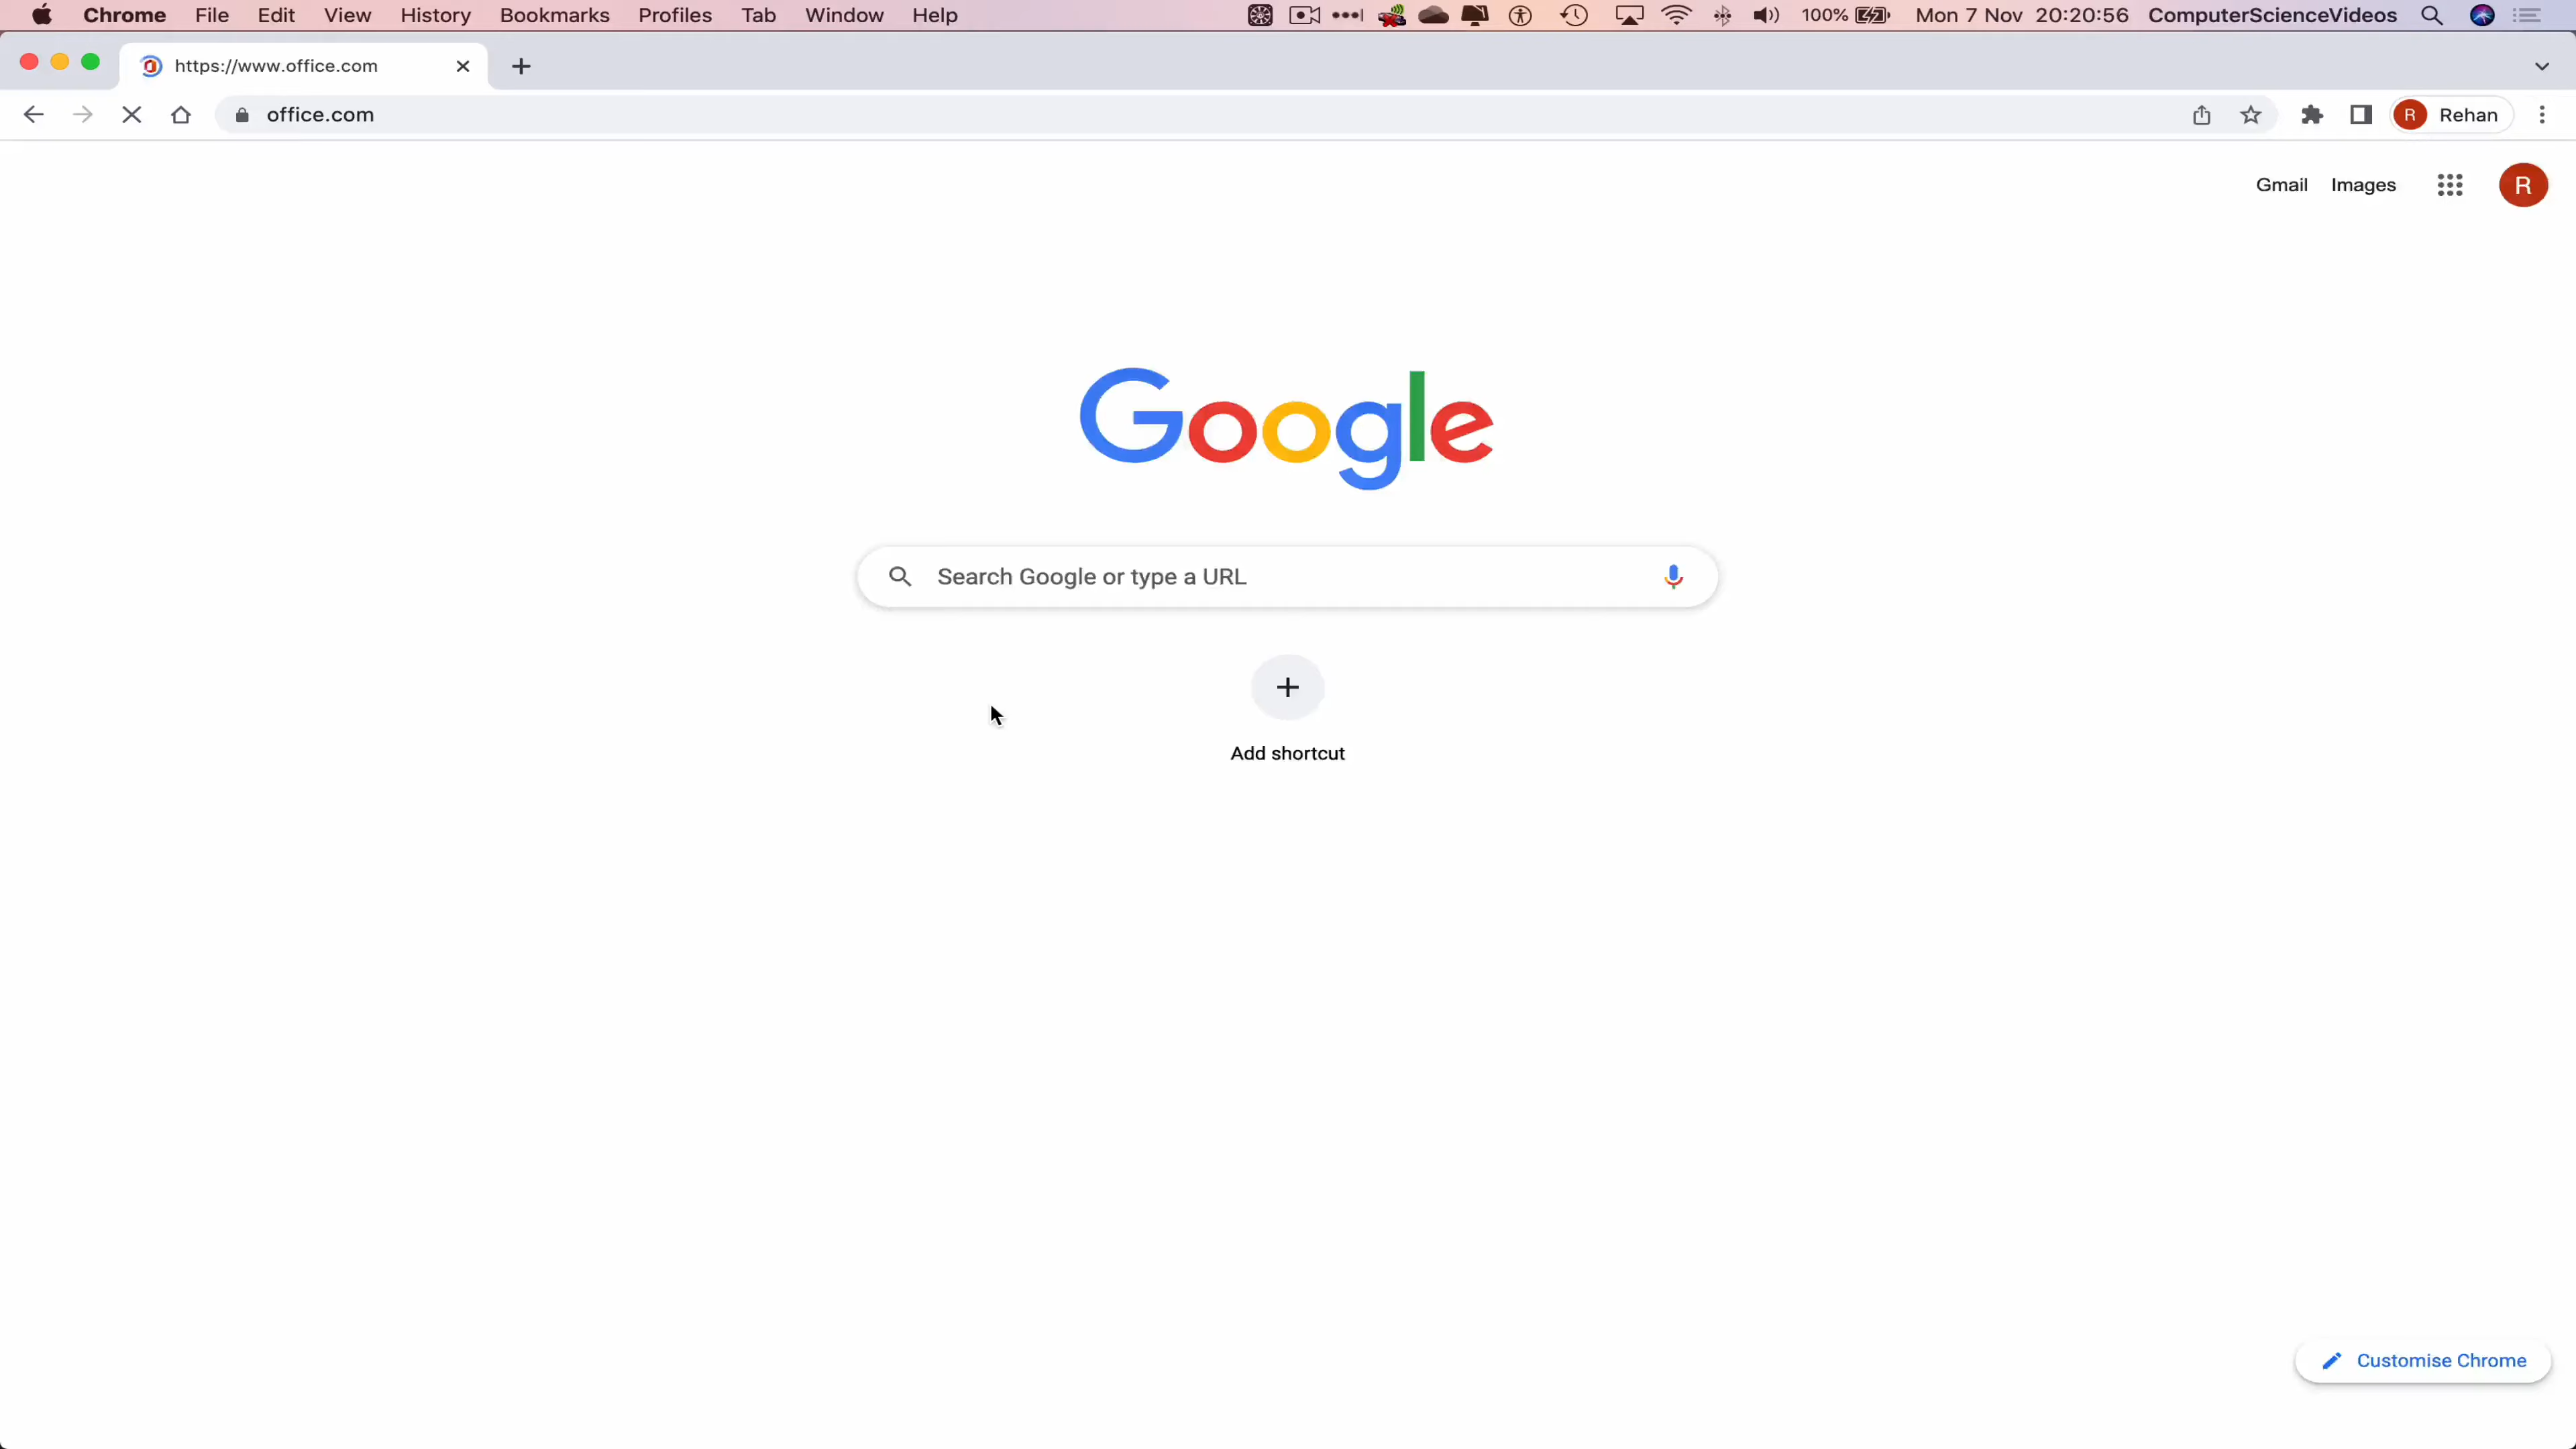 Chrome File Edit View History Bookmarks Profiles Tab Window Help 100% Mon 7 Nov 20:20:56 ComputerScienceVideos
https://www.office.com
office.com R Rehan
Gmail Images R
Google
Search Google or type a URL
Add shortcut
Customise Chrome